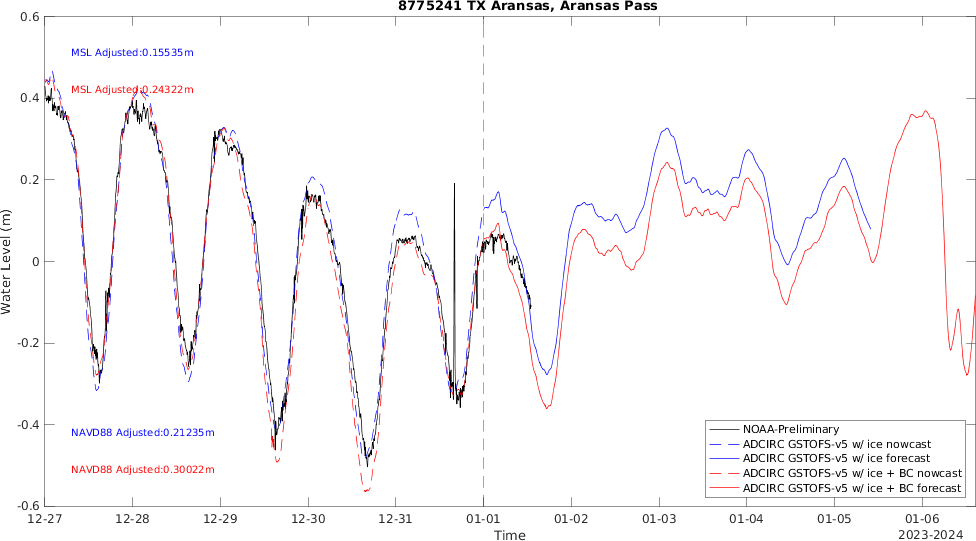 8775241 TX Aransas, Aransas Pass
0.6
0.4
0.2
0
-0.2
-0.4
-0.6
Water Level (m)
MSL Adjusted:0.15535m
MSL Adjusted:0.24322m
NAVD88 Adjusted:0.21235m
NAVD88 Adjusted:0.30022m
NOAA-Preliminary
ADCIRC GSTOFS-v5 w/ ice nowcast
ADCIRC GSTOFS-v5 w/ ice forecast
ADCIRC GSTOFS-v5 w/ ice + BC nowcast
ADCIRC GSTOFS-v5 w/ ice + BC forecast
12-27 12-28 12-29 12-30 12-31 01-01 01-02 01-03 01-04 01-05 01-06
Time
2023-2024